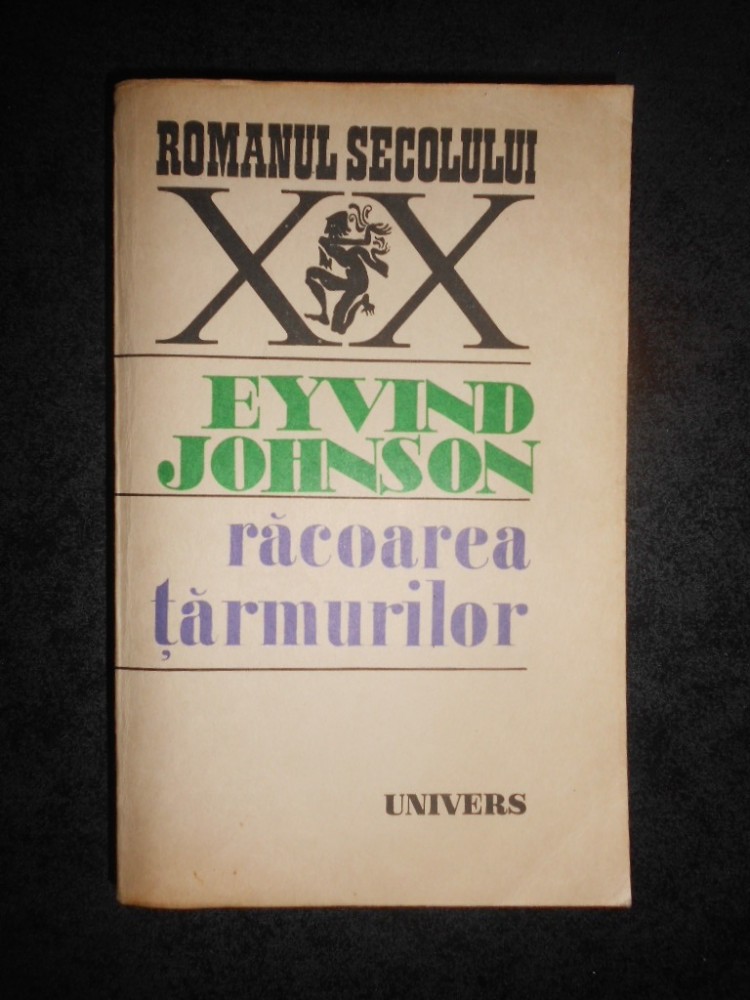 ROMANUL SECOLULUI
XX
EYVIND
JOHNSON
răcoarea
țărmurilor
UNIVERS